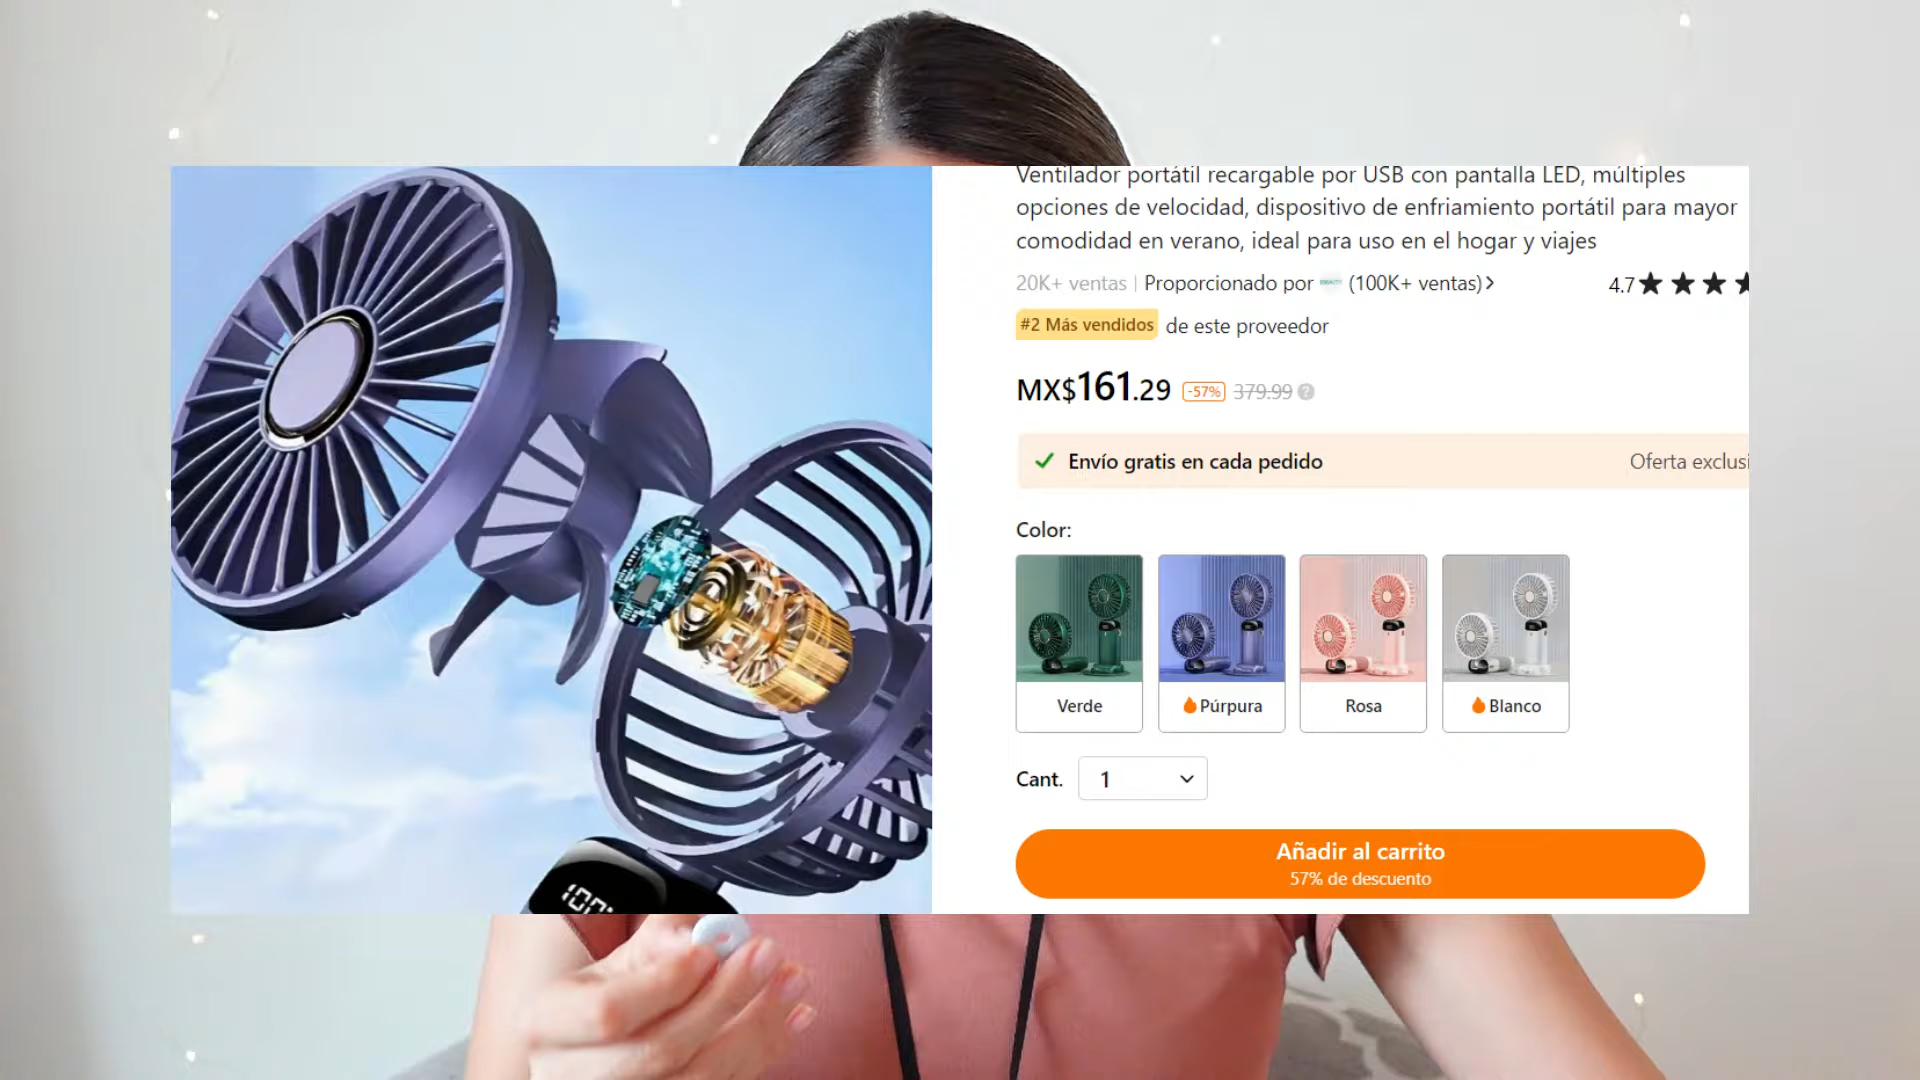 Ventilador portátil recargable por USB con pantalla LED, múltiples
opciones de velocidad, dispositivo de enfriamiento portátil para mayor
comodidad en verano, ideal para uso en el hogar y viajes
20K+ ventas | Proporcionado por (100K+ ventas)
4.7
#2 Más vendidos de este proveedor
MX$161.29 -57% 379.99 ?
Envío gratis en cada pedido
Oferta exclusi
Color:
Verde
Púrpura
Rosa
Blanco
Cant. 1
Añadir al carrito
57% de descuento
100%